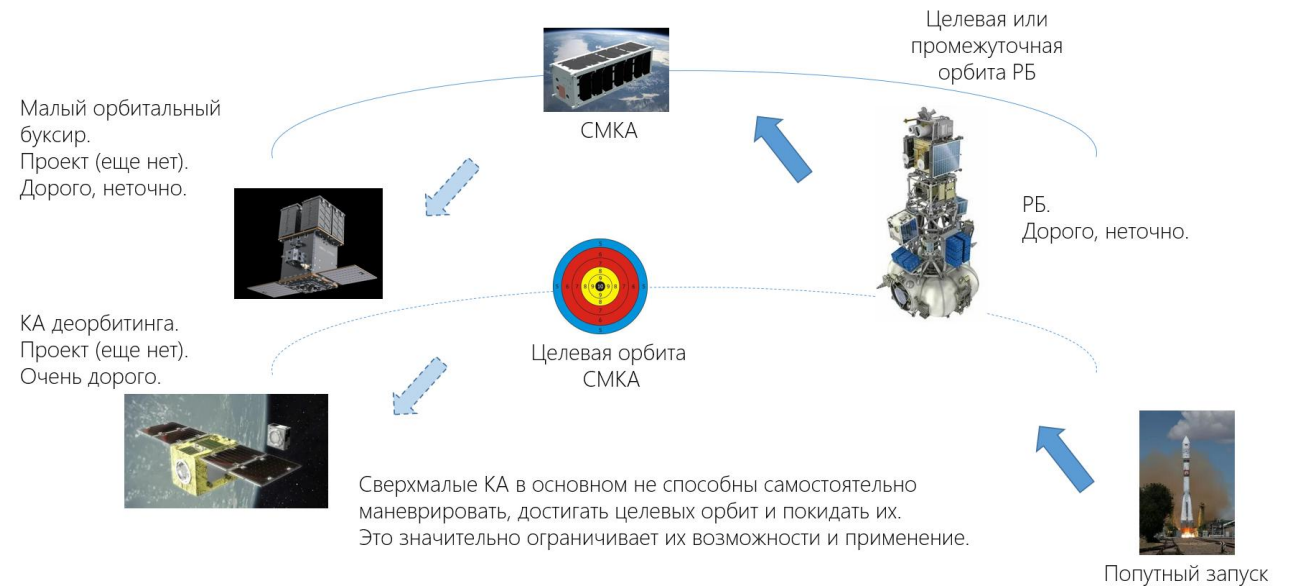 Целевая или
промежуточная
орбита РБ
Малый орбитальный
буксир.
Проект (еще нет).
Дорого, неточно.
СМКА
РБ.
Дорого, неточно.
КА деорбитинга.
Проект (еще нет).
Очень дорого.
Целевая орбита
СМКА
Сверхмалые КА в основном не способны самостоятельно
маневрировать, достигать целевых орбит и покидать их.
Это значительно ограничивает их возможности и применение.
Попутный запуск